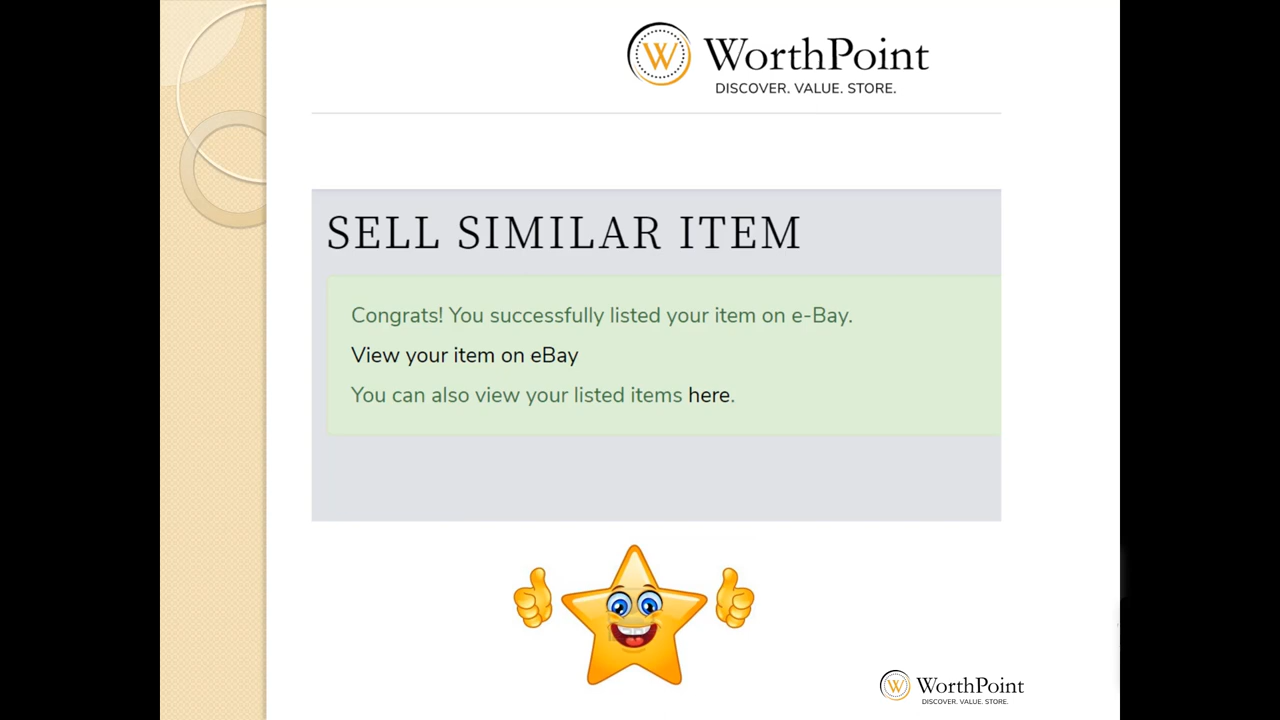 WorthPoint
DISCOVER. VALUE. STORE.
SELL SIMILAR ITEM
Congrats! You successfully listed your item on e-Bay.
View your item on eBay
You can also view your listed items here.
W WorthPoint
DISCOVER. VALUE. STORE.